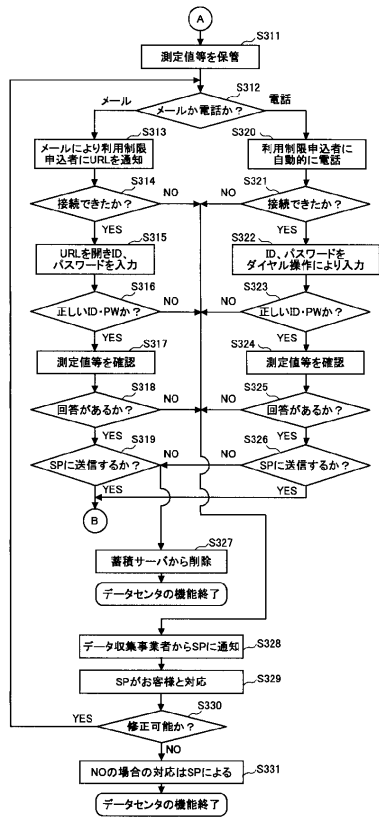 A
S311
測定値等を保管
S312
メールか電話か?
メール
電話
S313
メールにより利用制限
申込者にURLを通知
S320
利用制限申込者に
自動的に電話
S314
接続できたか?
NO
YES
S321
接続できたか?
NO
YES
S315
URLを開きID、
パスワードを入力
S322
ID、パスワードを
ダイヤル操作により入力
S316
正しいID・PWか?
NO
YES
S323
正しいID・PWか?
NO
YES
S317
測定値等を確認
S324
測定値等を確認
S318
回答があるか?
NO
YES
S325
回答があるか?
NO
YES
S319
SPに送信するか?
NO
YES
S326
SPに送信するか?
NO
YES
B
S327
蓄積サーバから削除
データセンタの機能終了
S328
データ収集事業者からSPに通知
S329
SPがお客様と対応
S330
修正可能か?
YES
NO
S331
NOの場合の対応はSPによる
データセンタの機能終了